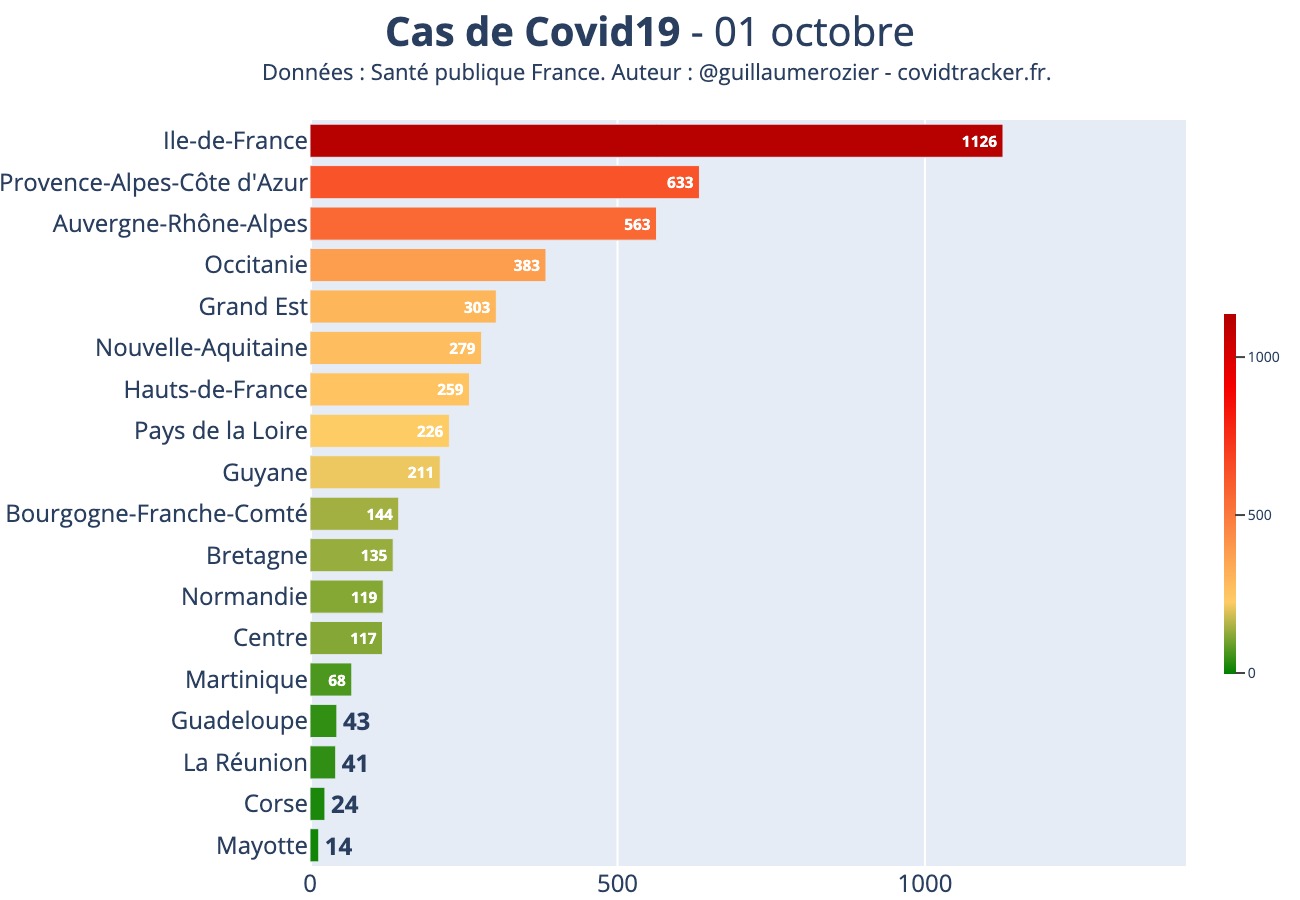 Cas de Covid19 - 01 octobre
Données : Santé publique France. Auteur : @guillaumerozier - covidtracker.fr.
Ile-de-France 1126
Provence-Alpes-Côte d'Azur 633
Auvergne-Rhône-Alpes 563
Occitanie 383
Grand Est 303
Nouvelle-Aquitaine 279
Hauts-de-France 259
Pays de la Loire 226
Guyane 211
Bourgogne-Franche-Comté 144
Bretagne 135
Normandie 119
Centre 117
Martinique 68
Guadeloupe 43
La Réunion 41
Corse 24
Mayotte 14
0 500 1000
1000
500
0